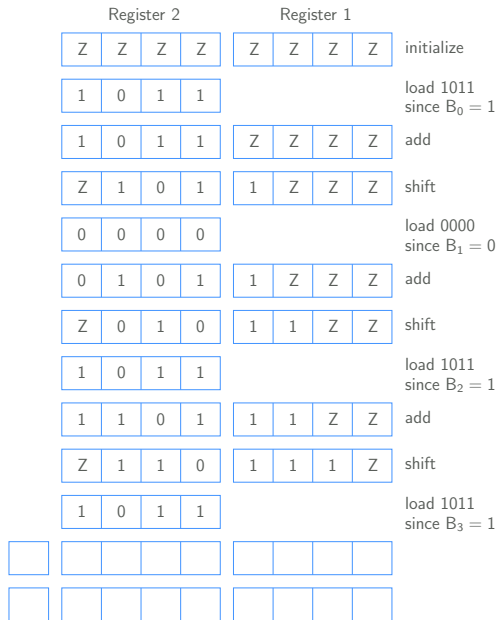 Register 2 Register 1
Z Z Z Z Z Z Z Z initialize
1 0 1 1 load 1011
since B₀ = 1
1 0 1 1 Z Z Z Z add
Z 1 0 1 1 Z Z Z shift
0 0 0 0 load 0000
since B₁ = 0
0 1 0 1 1 Z Z Z add
Z 0 1 0 1 1 Z Z shift
1 0 1 1 load 1011
since B₂ = 1
1 1 0 1 1 1 Z Z add
Z 1 1 0 1 1 1 Z shift
1 0 1 1 load 1011
since B₃ = 1